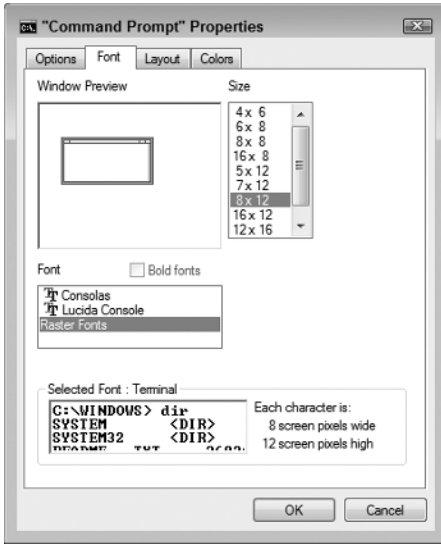 C:\. "Command Prompt" Properties
Options Font Layout Colors
Window Preview
Size
4 x 6
6 x 8
8 x 8
16 x 8
5 x 12
7 x 12
8 x 12
16 x 12
12 x 16
Font
Bold fonts
Consolas
Lucida Console
Raster Fonts
Selected Font : Terminal
C:\WINDOWS> dir
SYSTEM <DIR>
SYSTEM32 <DIR>
README TXT
Each character is:
8 screen pixels wide
12 screen pixels high
OK Cancel